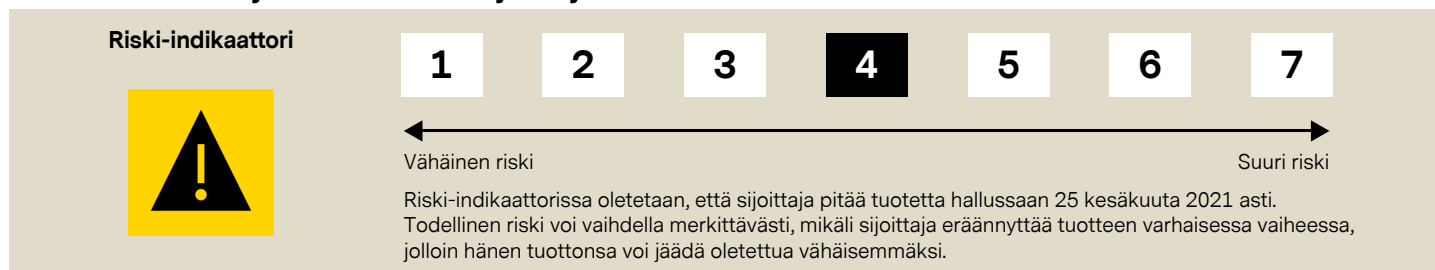 Riski-indikaattori
1 2 3 4 5 6 7
Vähäinen riski Suuri riski
Riski-indikaattorissa oletetaan, että sijoittaja pitää tuotetta hallussaan 25 kesäkuuta 2021 asti.
Todellinen riski voi vaihdella merkittävästi, mikäli sijoittaja eräännyttää tuotteen varhaisessa vaiheessa,
jolloin hänen tuottonsa voi jäädä oletettua vähäisemmäksi.